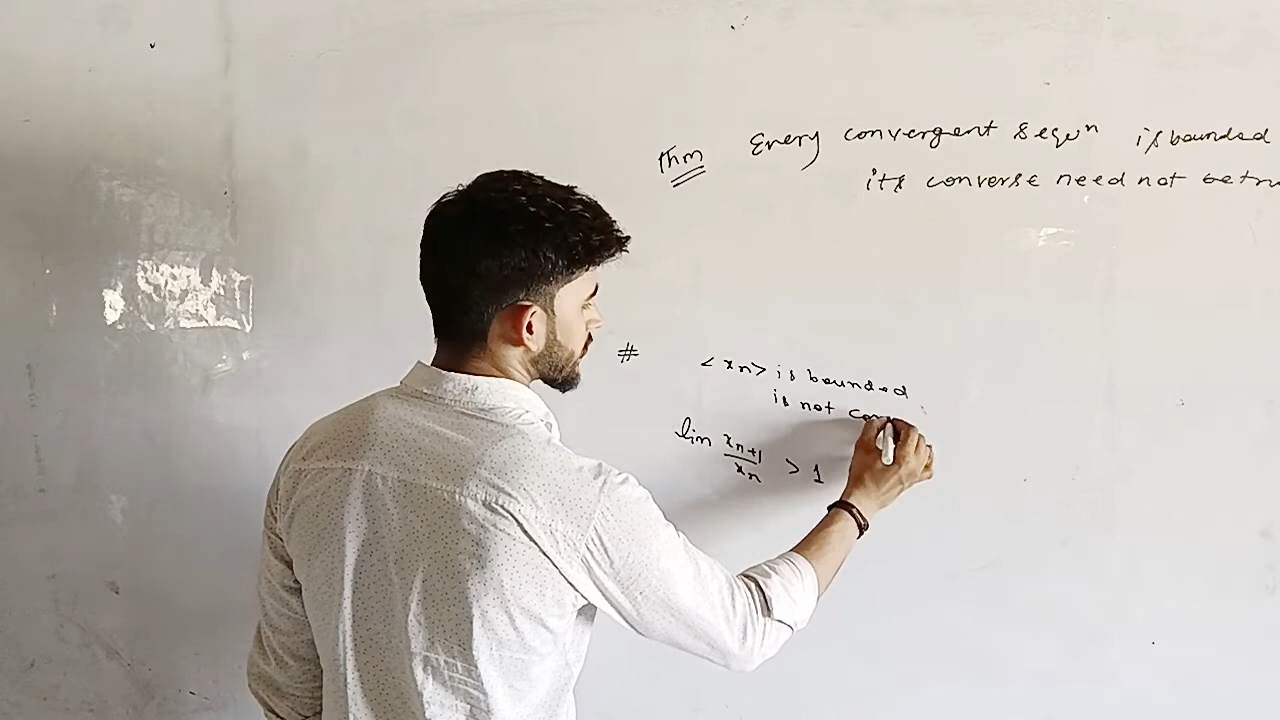 Thm Every convergent sequn is bounded
its converse need not be
# <xn> is bounded
is not
lim xn+1/xn > 1